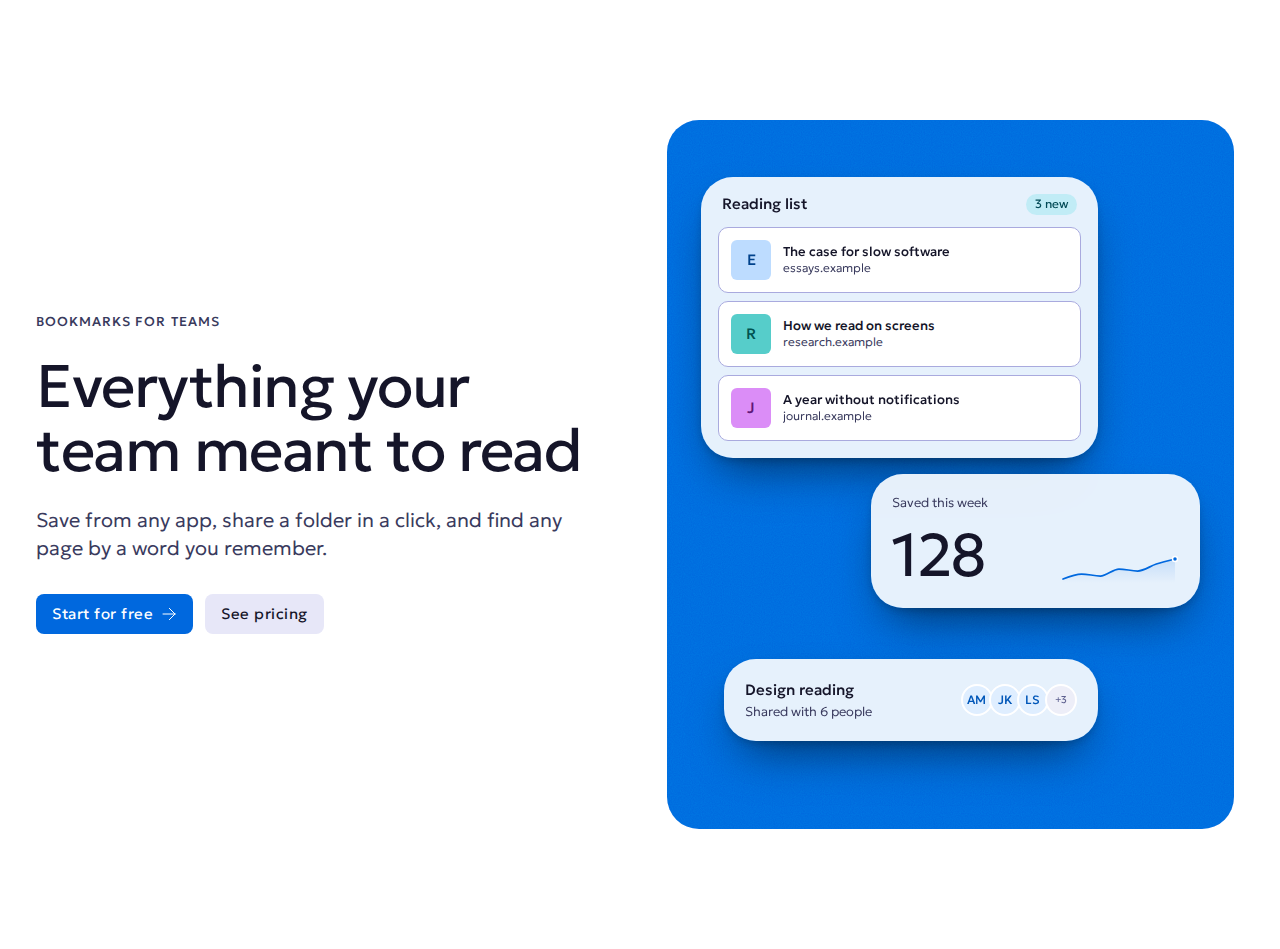 BOOKMARKS FOR TEAMS
Everything your
team meant to read
Save from any app, share a folder in a click, and find any
page by a word you remember.
Start for free
See pricing
Reading list
3 new
E
The case for slow software
essays.example
R
How we read on screens
research.example
J
A year without notifications
journal.example
Saved this week
128
Design reading
Shared with 6 people
AM
JK
LS
+3